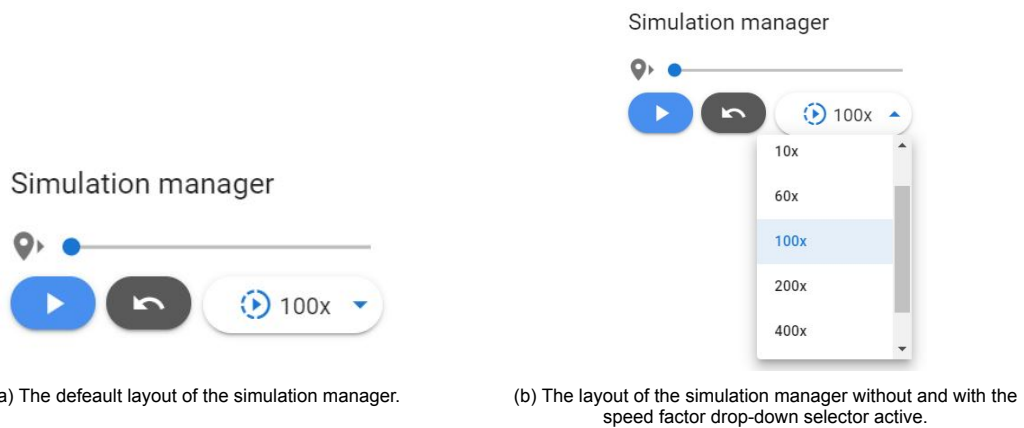 Simulation manager
100x
10x
60x
100x
200x
400x
Simulation manager
100x
a) The defeault layout of the simulation manager.
(b) The layout of the simulation manager without and with the
speed factor drop-down selector active.